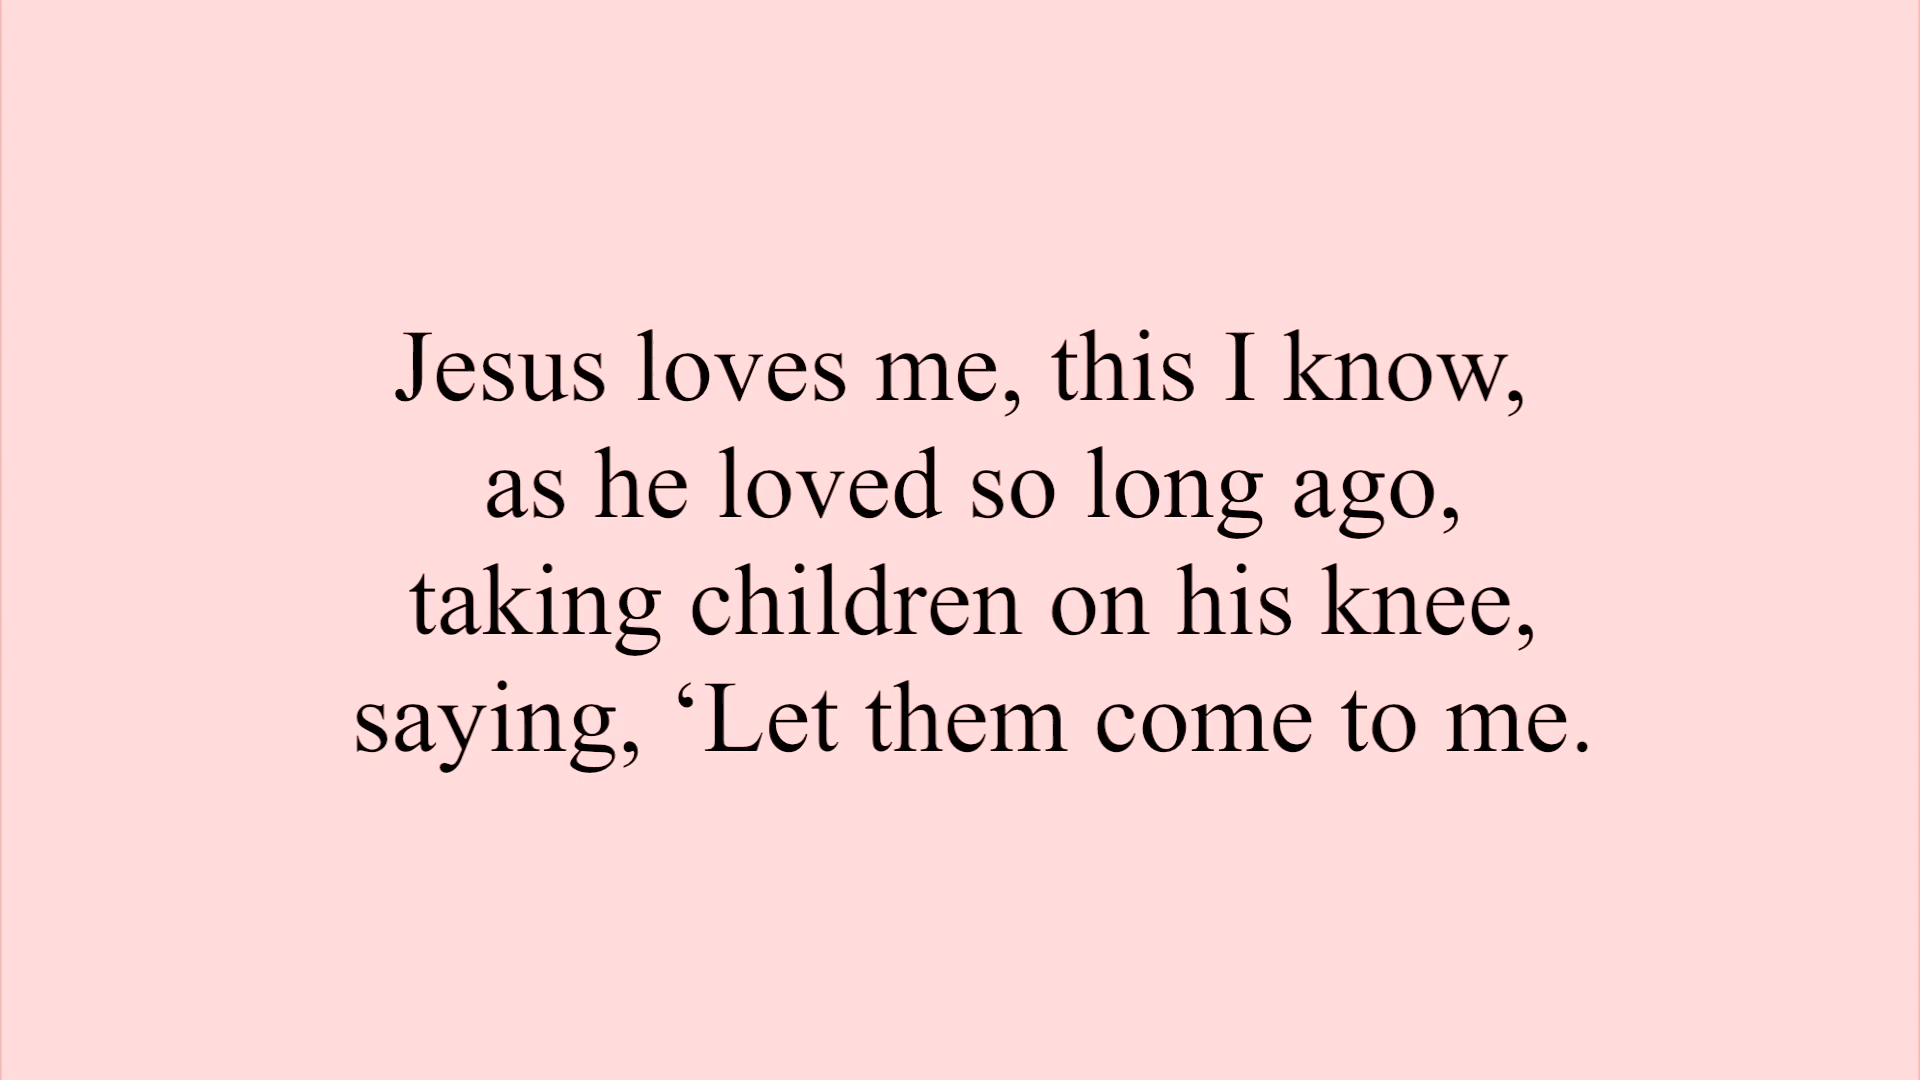 Jesus loves me, this I know,
as he loved so long ago,
taking children on his knee,
saying, ‘Let them come to me.